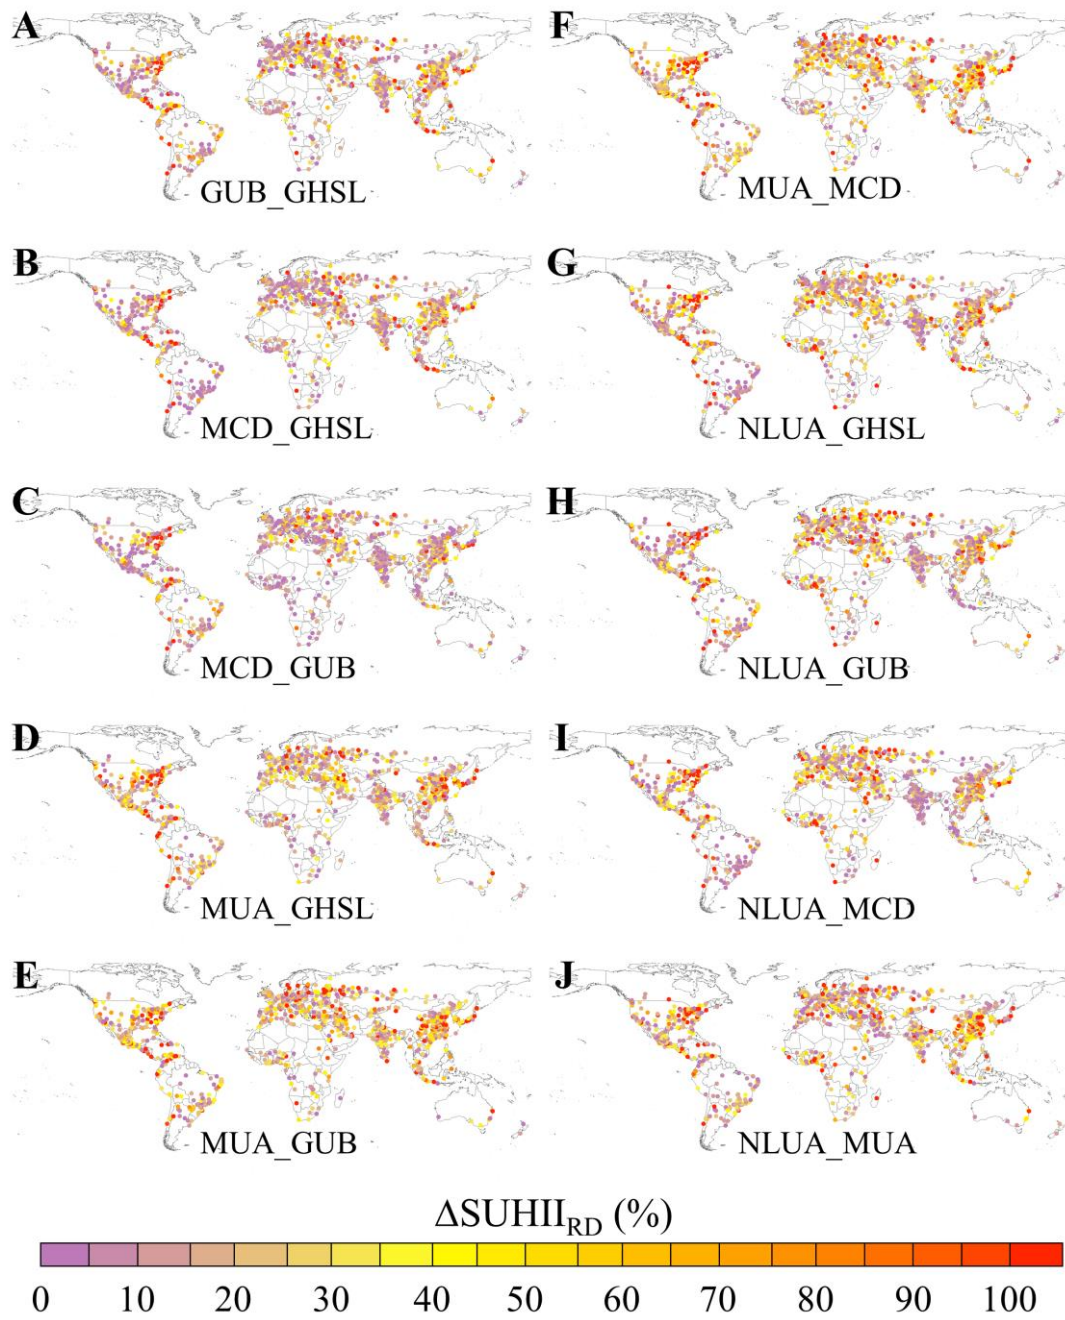 A
F
GUB_GHSL
MUA_MCD
B
G
MCD_GHSL
NLUA_GHSL
C
H
MCD_GUB
NLUA_GUB
D
I
MUA_GHSL
NLUA_MCD
E
J
MUA_GUB
NLUA_MUA
ΔSUHII_RD (%)
0 10 20 30 40 50 60 70 80 90 100